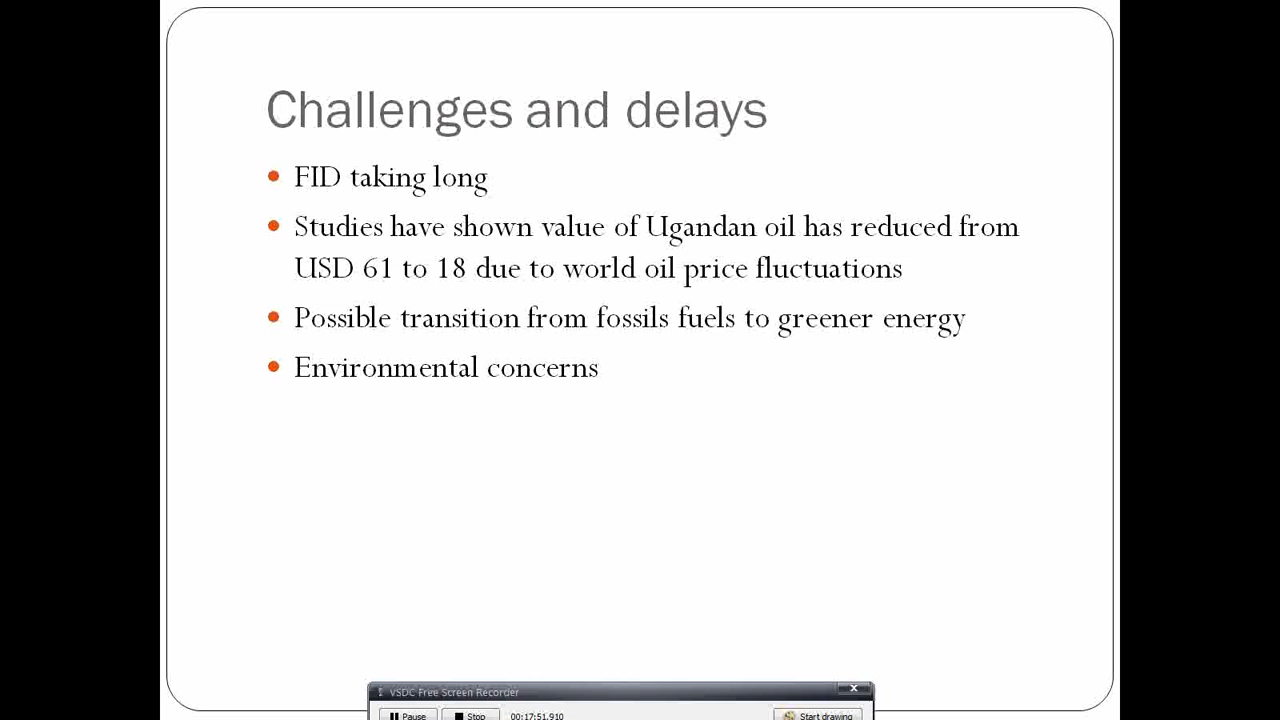 Challenges and delays
FID taking long
Studies have shown value of Ugandan oil has reduced from
USD 61 to 18 due to world oil price fluctuations
Possible transition from fossils fuels to greener energy
Environmental concerns
VSDC Free Screen Recorder
Pause Stop 00:17:51.910 Start drawing